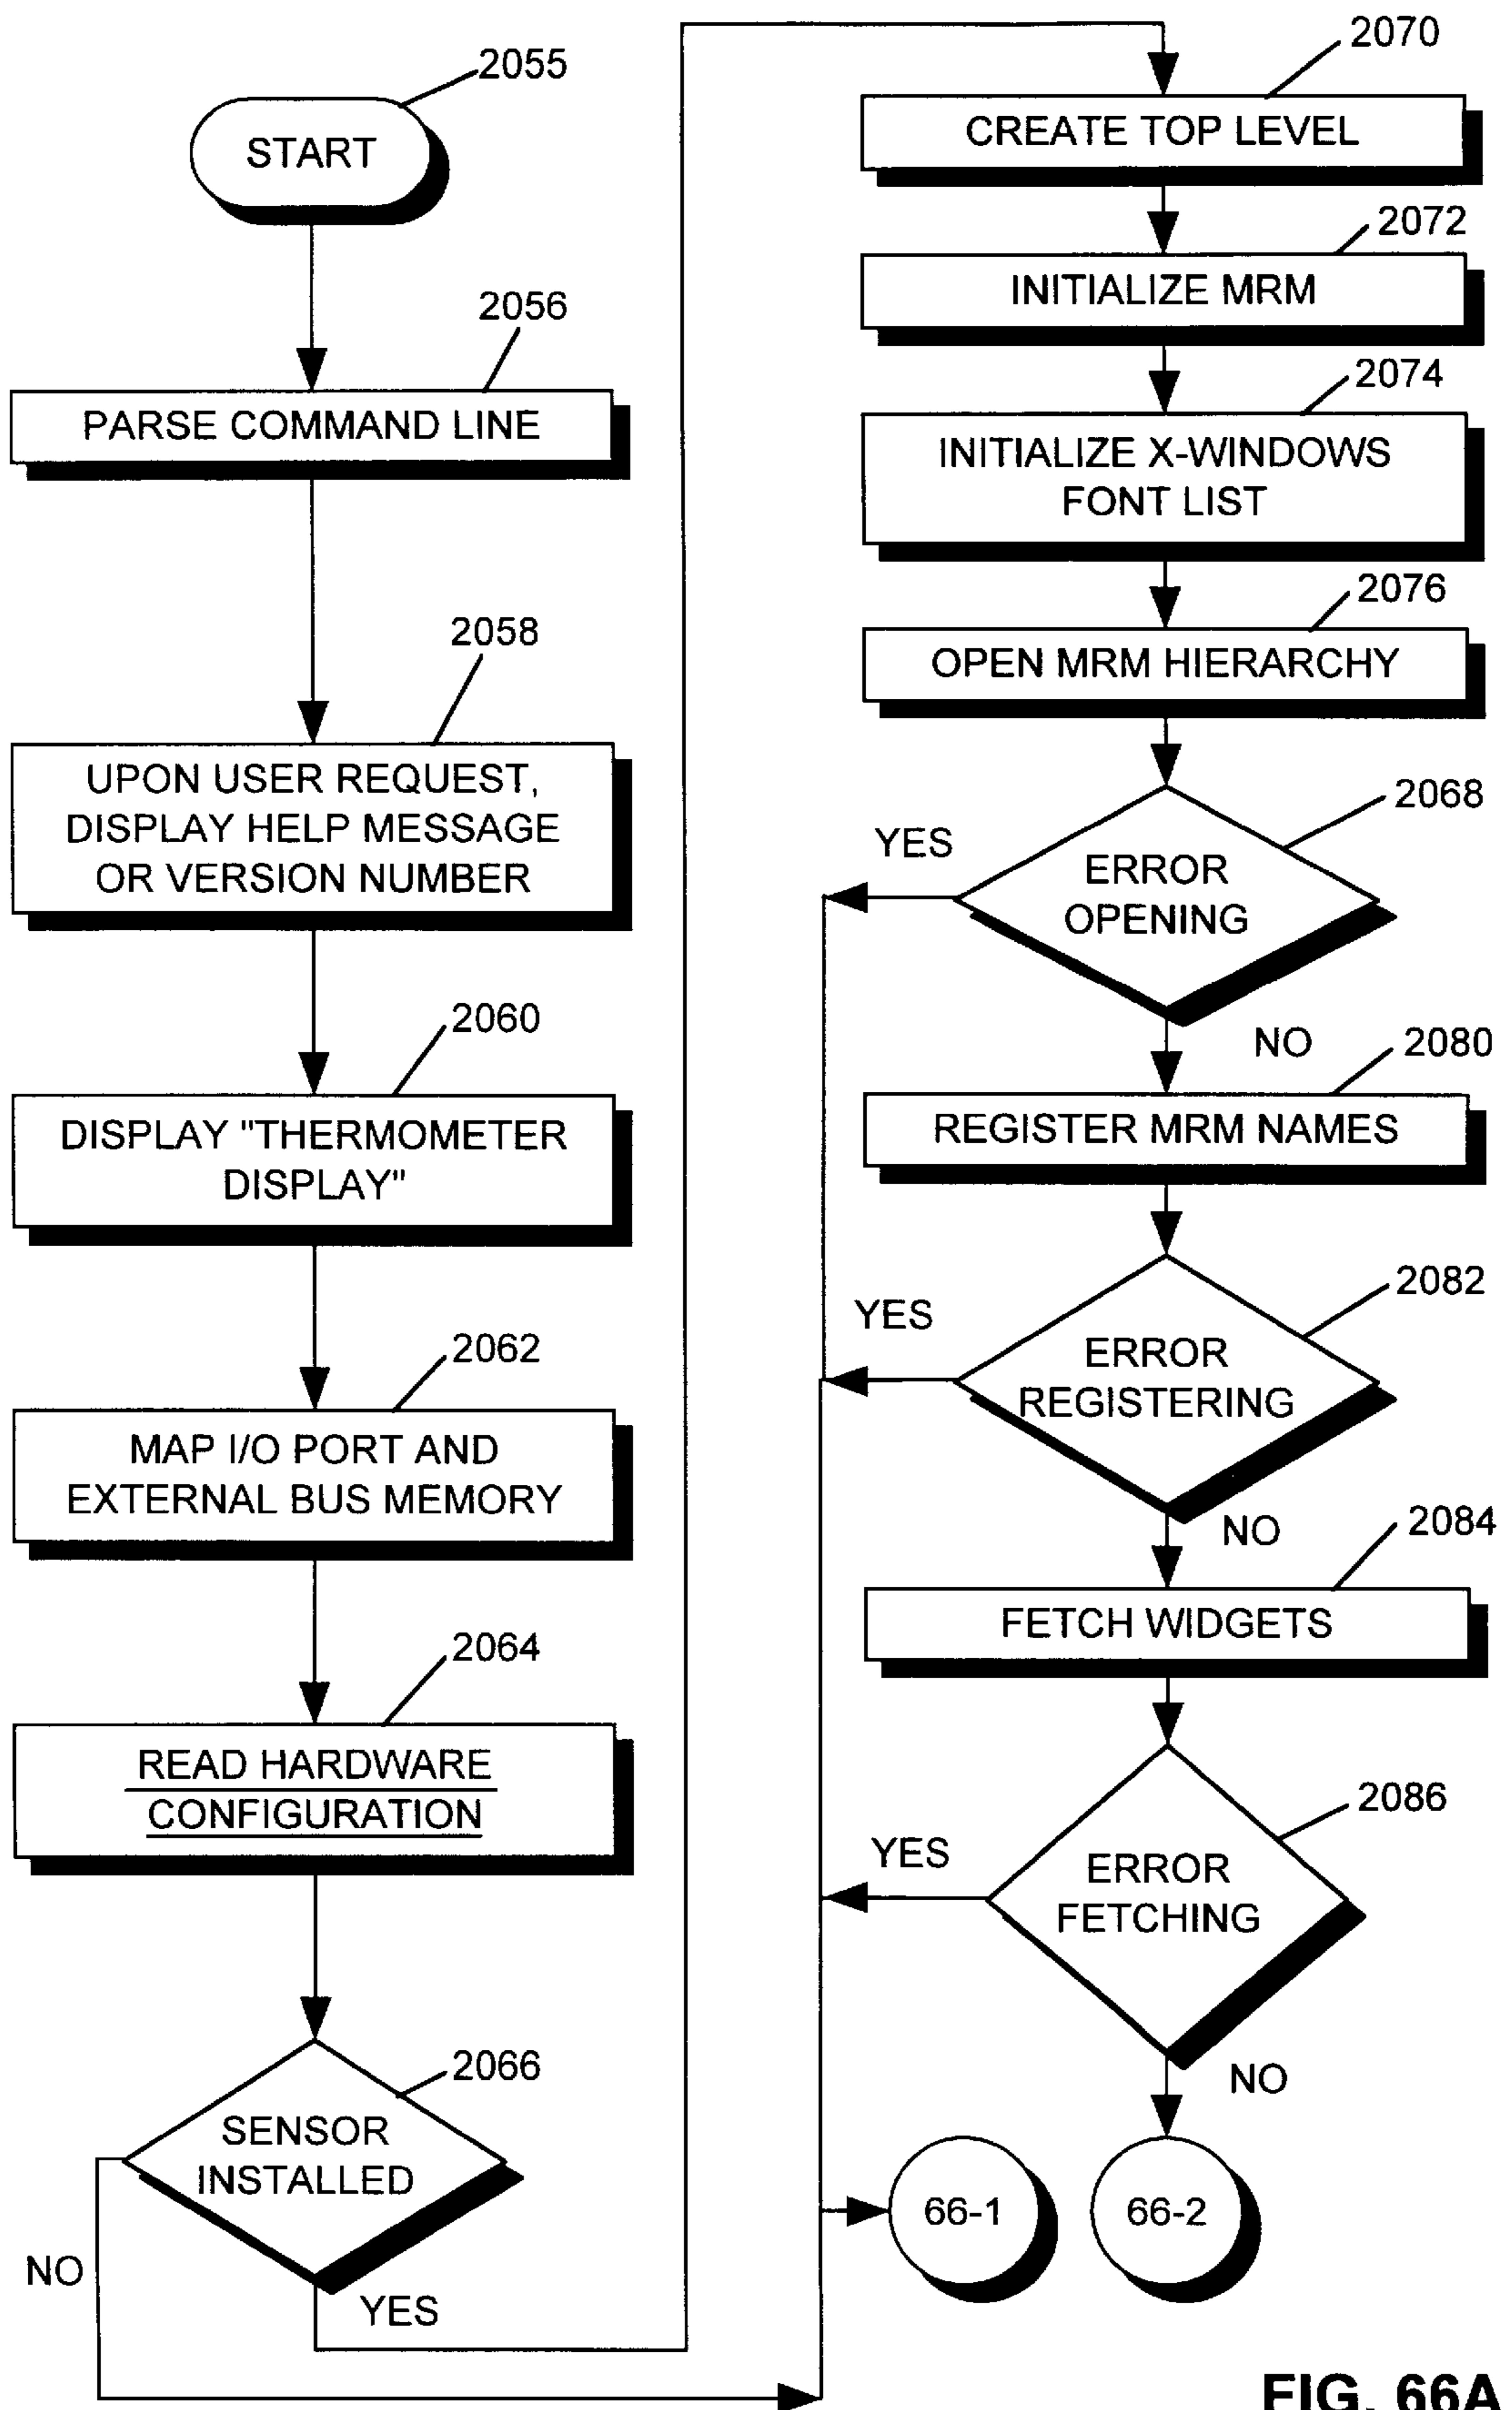 2055
START
2056
PARSE COMMAND LINE
2058
UPON USER REQUEST,
DISPLAY HELP MESSAGE
OR VERSION NUMBER
2060
DISPLAY "THERMOMETER
DISPLAY"
2062
MAP I/O PORT AND
EXTERNAL BUS MEMORY
2064
READ HARDWARE
CONFIGURATION
2066
SENSOR
INSTALLED
NO
YES
2070
CREATE TOP LEVEL
2072
INITIALIZE MRM
2074
INITIALIZE X-WINDOWS
FONT LIST
2076
OPEN MRM HIERARCHY
2068
YES
ERROR
OPENING
NO
2080
REGISTER MRM NAMES
2082
YES
ERROR
REGISTERING
NO
2084
FETCH WIDGETS
2086
YES
ERROR
FETCHING
NO
66-1
66-2
FIG. 66A